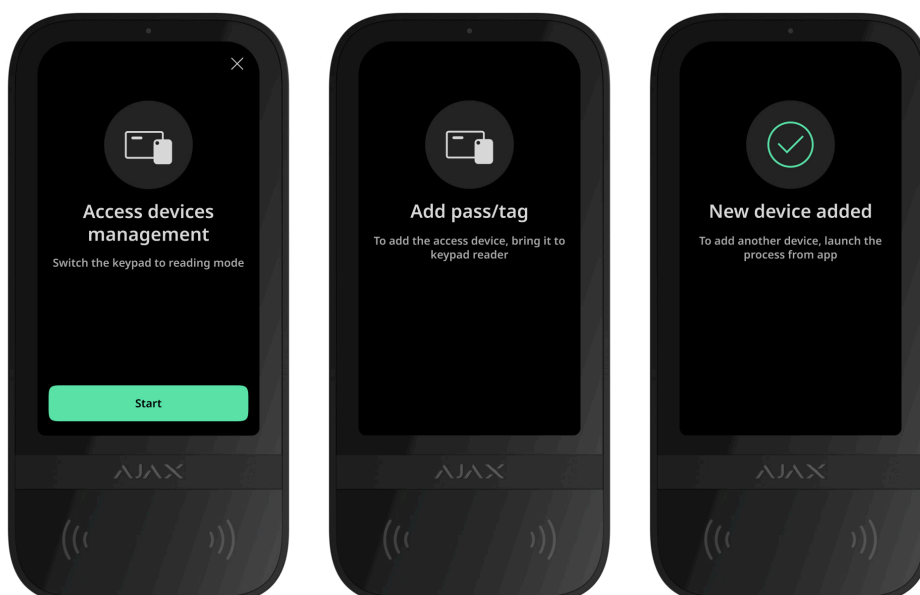 Access devices
management
Switch the keypad to reading mode
Start
AJAX
Add pass/tag
To add the access device, bring it to
keypad reader
AJAX
New device added
To add another device, launch the
process from app
AJAX